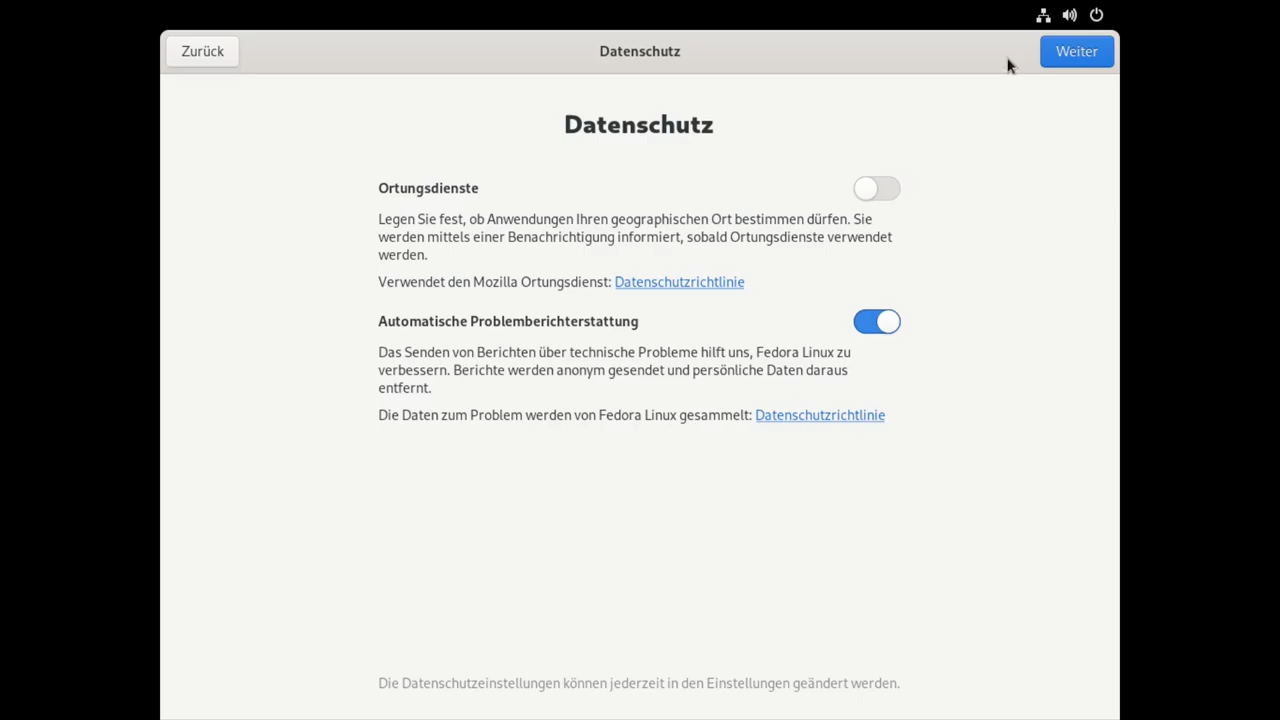 Zurück
Datenschutz
Weiter
Datenschutz
Ortungsdienste
Legen Sie fest, ob Anwendungen Ihren geographischen Ort bestimmen dürfen. Sie
werden mittels einer Benachrichtigung informiert, sobald Ortungsdienste verwendet
werden.
Verwendet den Mozilla Ortungsdienst: Datenschutzrichtlinie
Automatische Problemberichterstattung
Das Senden von Berichten über technische Probleme hilft uns, Fedora Linux zu
verbessern. Berichte werden anonym gesendet und persönliche Daten daraus
entfernt.
Die Daten zum Problem werden von Fedora Linux gesammelt: Datenschutzrichtlinie
Die Datenschutzeinstellungen können jederzeit in den Einstellungen geändert werden.